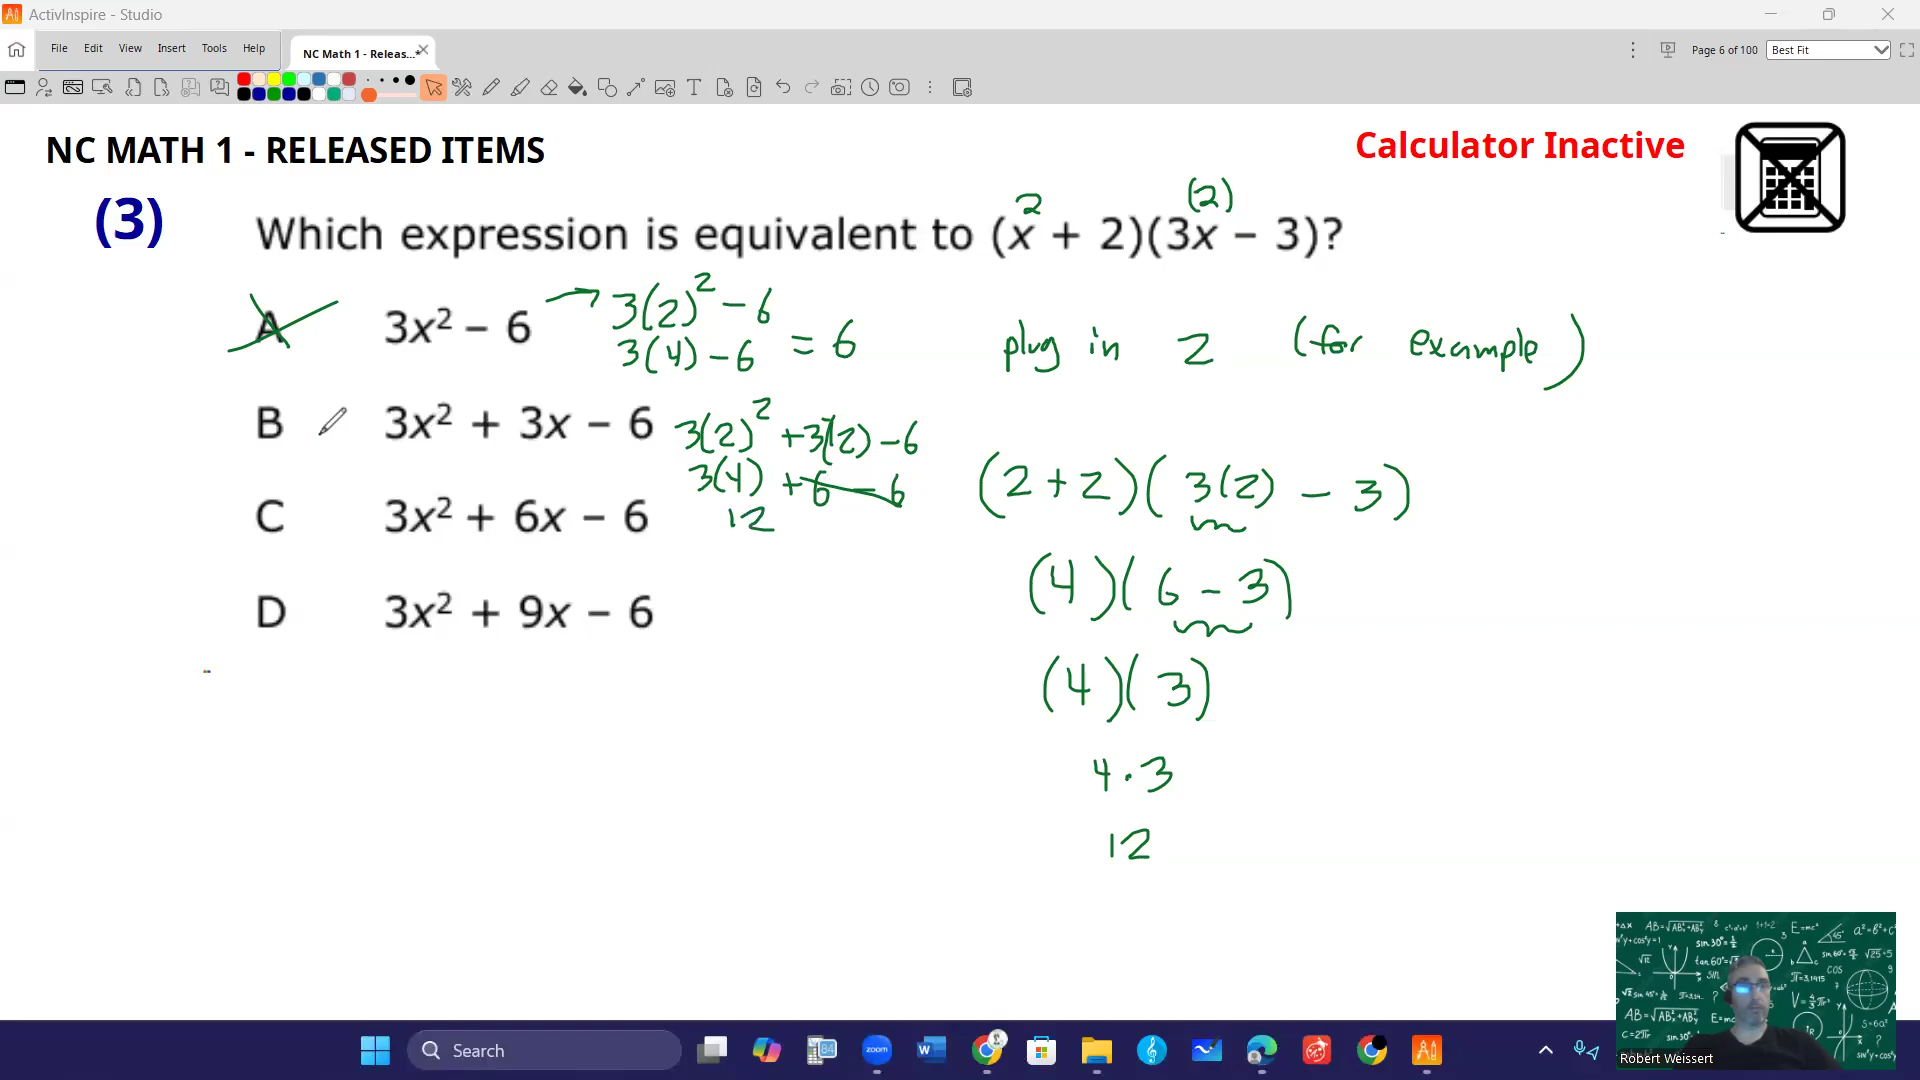 ActivInspire - Studio
File Edit View Insert Tools Help
NC Math 1 - Releas...*
Page 6 of 100 Best Fit
NC MATH 1 - RELEASED ITEMS
Calculator Inactive
2 (2)
(3) Which expression is equivalent to (x + 2)(3x − 3)?
A 3x² − 6 → 3(2)² − 6
3(4) − 6 = 6
plug in 2 (for example)
B 3x² + 3x − 6 3(2)² + 3(2) − 6
3(4) + 6 − 6
12
(2 + 2)(3(2) − 3)
C 3x² + 6x − 6
(4)(6 − 3)
D 3x² + 9x − 6
(4)(3)
4 · 3
12
Search
84
zoom
Robert Weissert